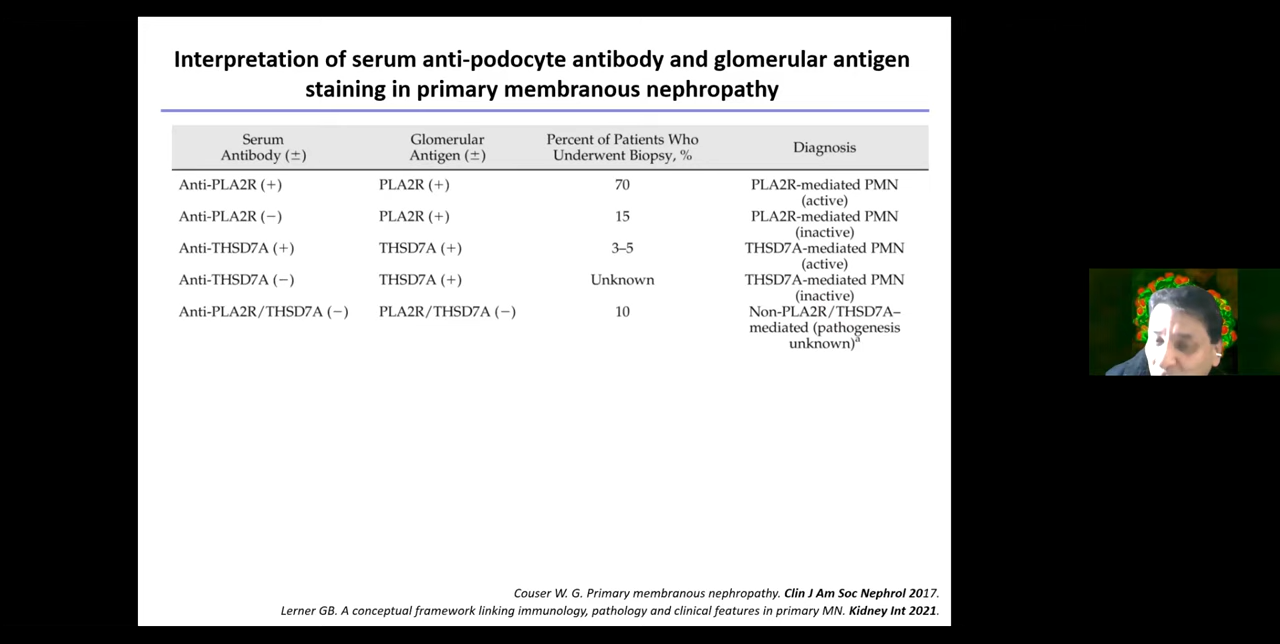 Interpretation of serum anti-podocyte antibody and glomerular antigen
staining in primary membranous nephropathy
Serum Antibody (±) Glomerular Antigen (±) Percent of Patients Who Underwent Biopsy, % Diagnosis
Anti-PLA2R (+) PLA2R (+) 70 PLA2R-mediated PMN
(active)
Anti-PLA2R (−) PLA2R (+) 15 PLA2R-mediated PMN
(inactive)
Anti-THSD7A (+) THSD7A (+) 3–5 THSD7A-mediated PMN
(active)
Anti-THSD7A (−) THSD7A (+) Unknown THSD7A-mediated PMN
(inactive)
Anti-PLA2R/THSD7A (−) PLA2R/THSD7A (−) 10 Non-PLA2R/THSD7A–
mediated (pathogenesis
unknown)a
Couser W. G. Primary membranous nephropathy. Clin J Am Soc Nephrol 2017.
Lerner GB. A conceptual framework linking immunology, pathology and clinical features in primary MN. Kidney Int 2021.